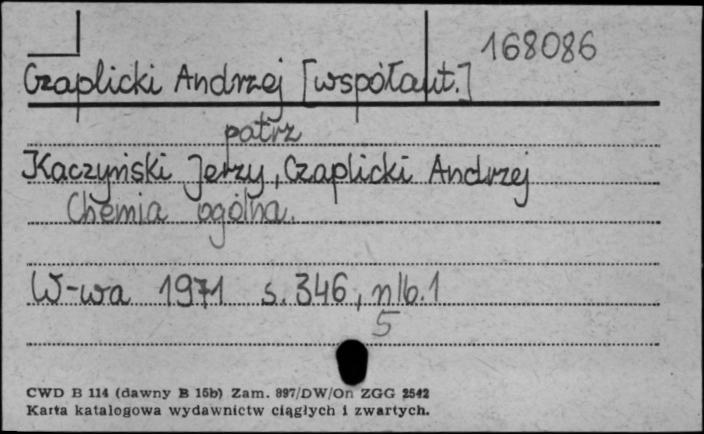 168086
Czaplicki Andrzej [współaut.]
patrz
Kaczyński Jerzy, Czaplicki Andrzej
Chemia ogólna.
W-wa 1971 s. 346, nlb. 1
5
CWD B 114 (dawny B 15b) Zam. 897/DW/On ZGG 2542
Karta katalogowa wydawnictw ciągłych i zwartych.